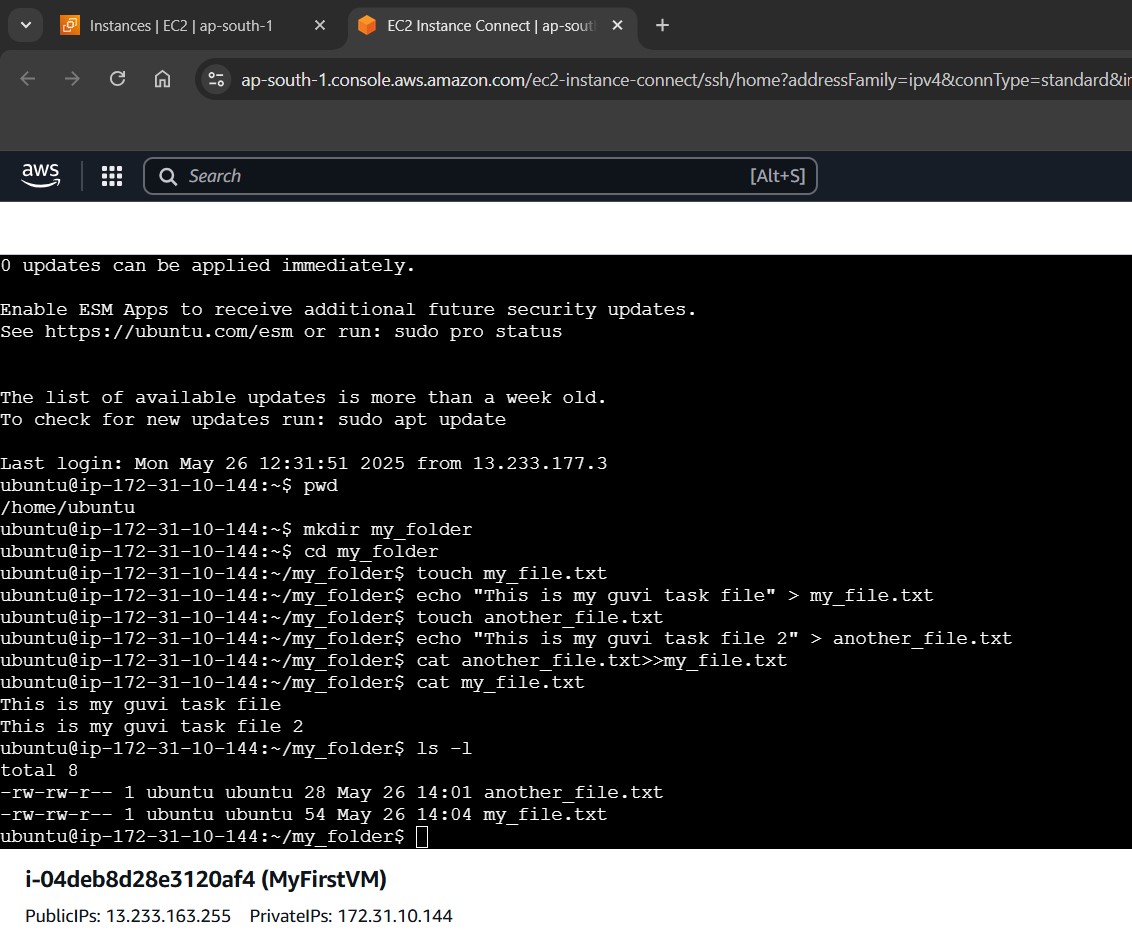 Instances | EC2 | ap-south-1
EC2 Instance Connect | ap-sout
ap-south-1.console.aws.amazon.com/ec2-instance-connect/ssh/home?addressFamily=ipv4&connType=standard&ir
aws
Search
[Alt+S]
0 updates can be applied immediately.
Enable ESM Apps to receive additional future security updates.
See https://ubuntu.com/esm or run: sudo pro status
The list of available updates is more than a week old.
To check for new updates run: sudo apt update
Last login: Mon May 26 12:31:51 2025 from 13.233.177.3
ubuntu@ip-172-31-10-144:~$ pwd
/home/ubuntu
ubuntu@ip-172-31-10-144:~$ mkdir my_folder
ubuntu@ip-172-31-10-144:~$ cd my_folder
ubuntu@ip-172-31-10-144:~/my_folder$ touch my_file.txt
ubuntu@ip-172-31-10-144:~/my_folder$ echo "This is my guvi task file" > my_file.txt
ubuntu@ip-172-31-10-144:~/my_folder$ touch another_file.txt
ubuntu@ip-172-31-10-144:~/my_folder$ echo "This is my guvi task file 2" > another_file.txt
ubuntu@ip-172-31-10-144:~/my_folder$ cat another_file.txt>>my_file.txt
ubuntu@ip-172-31-10-144:~/my_folder$ cat my_file.txt
This is my guvi task file
This is my guvi task file 2
ubuntu@ip-172-31-10-144:~/my_folder$ ls -l
total 8
-rw-rw-r-- 1 ubuntu ubuntu 28 May 26 14:01 another_file.txt
-rw-rw-r-- 1 ubuntu ubuntu 54 May 26 14:04 my_file.txt
ubuntu@ip-172-31-10-144:~/my_folder$
i-04deb8d28e3120af4 (MyFirstVM)
PublicIPs: 13.233.163.255 PrivateIPs: 172.31.10.144